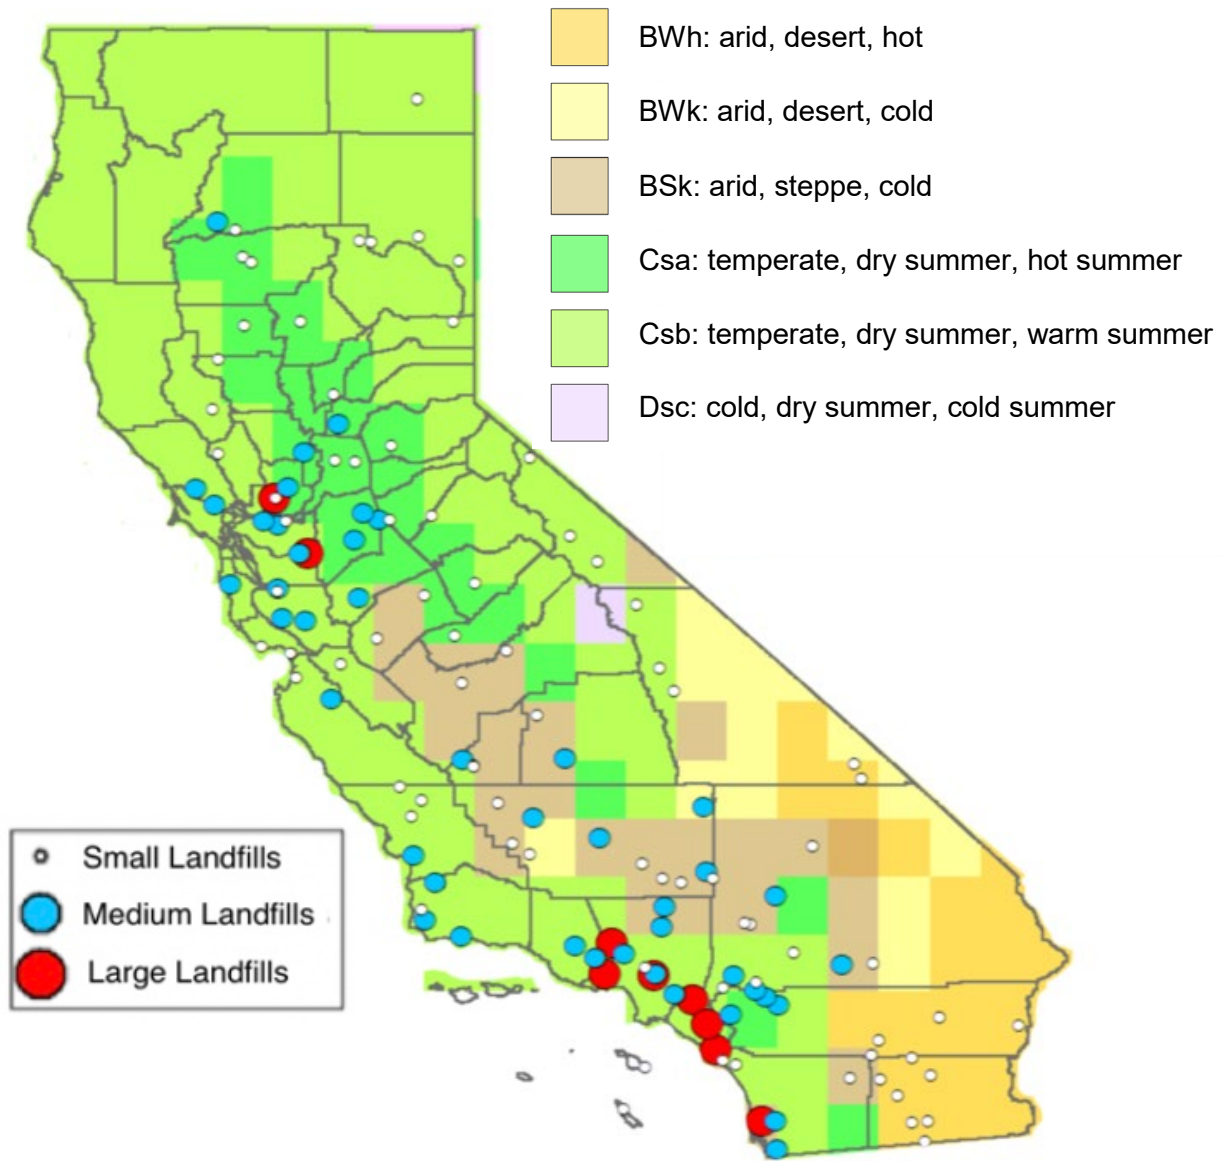 BWh: arid, desert, hot
BWk: arid, desert, cold
BSk: arid, steppe, cold
Csa: temperate, dry summer, hot summer
Csb: temperate, dry summer, warm summer
Dsc: cold, dry summer, cold summer
Small Landfills
Medium Landfills
Large Landfills